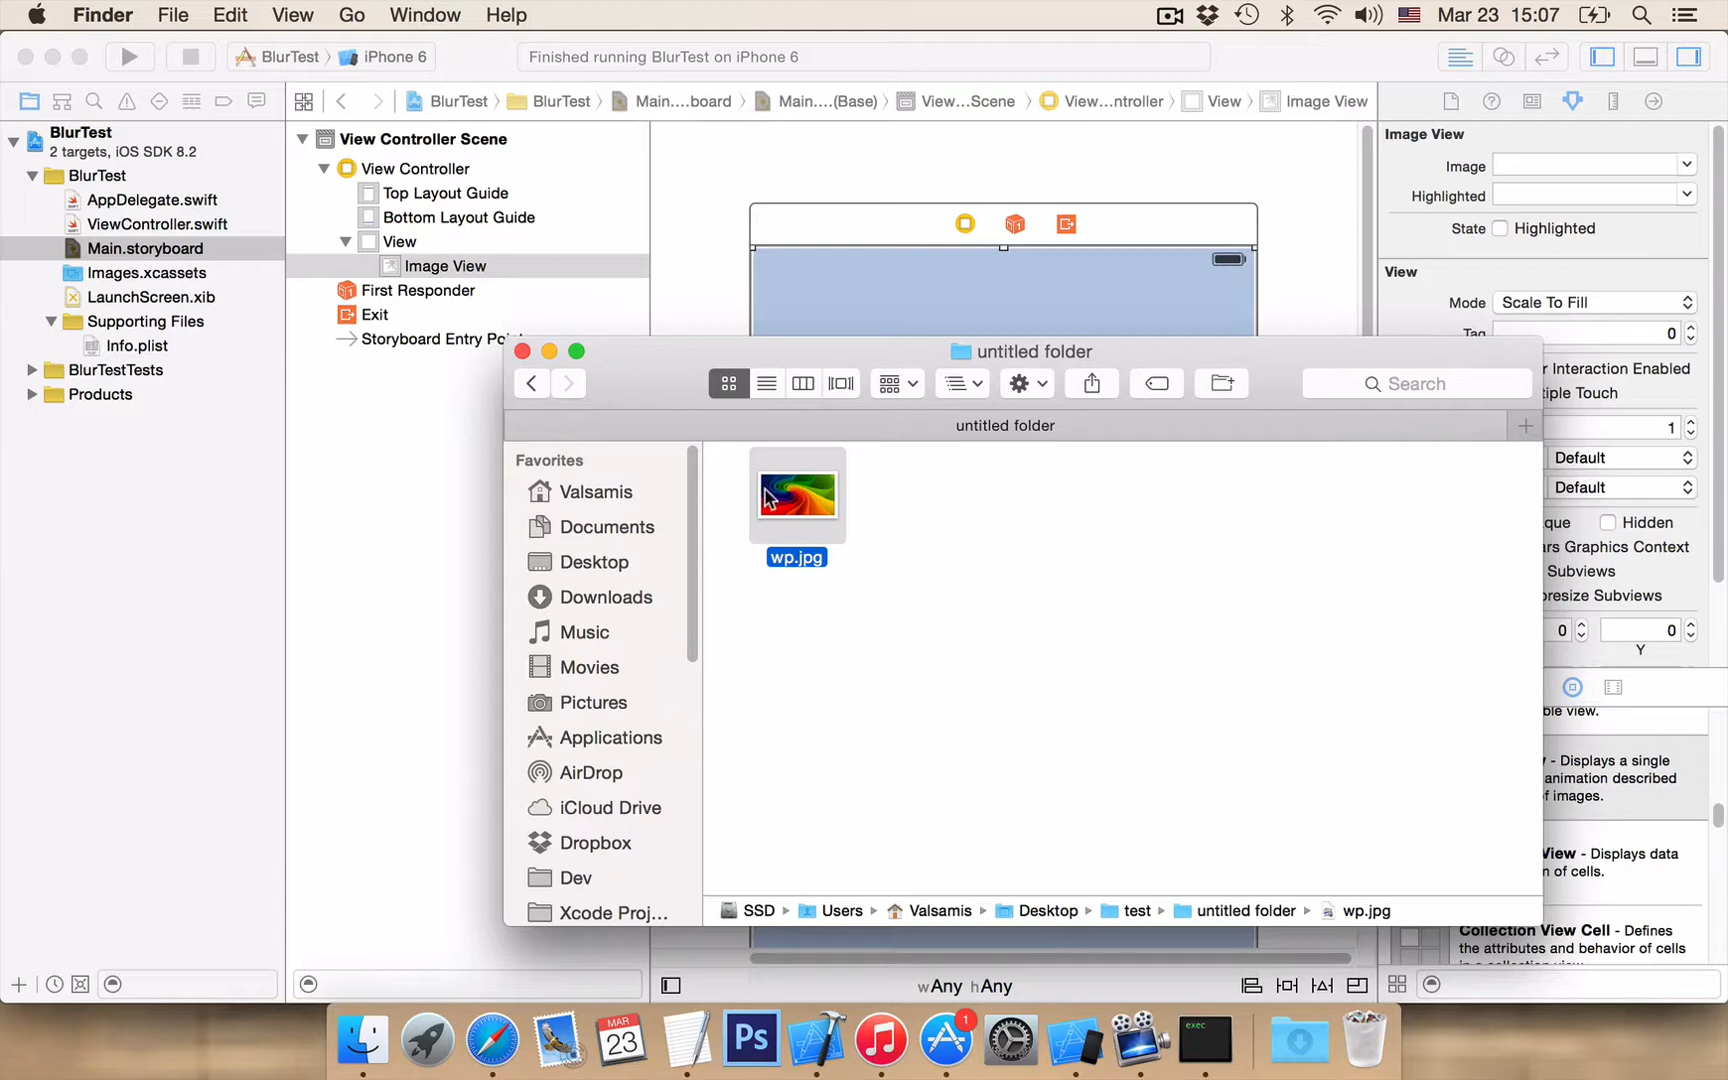 Finder File Edit View Go Window Help Mar 23 15:07
BlurTest iPhone 6 Finished running BlurTest on iPhone 6
BlurTest BlurTest Main....board Main....(Base) View...Scene View...ntroller View Image View
BlurTest
2 targets, iOS SDK 8.2
BlurTest
AppDelegate.swift
ViewController.swift
Main.storyboard
Images.xcassets
LaunchScreen.xib
Supporting Files
Info.plist
BlurTestTests
Products
View Controller Scene
View Controller
Top Layout Guide
Bottom Layout Guide
View
Image View
First Responder
Exit
Storyboard Entry
Image View
Image
Highlighted
State Highlighted
View
Mode Scale To Fill
Tag 0
Interaction Enabled
Touch
1
Default
Default
Hidden
Graphics Context
Subviews
Subviews
0 0
Y
view.
- Displays a single
animation described
of images.
View - Displays data
n of cells.
Collection View Cell - Defines
the attributes and behavior of cells
untitled folder
Search
untitled folder
Favorites
Valsamis
Documents
Desktop
Downloads
Music
Movies
Pictures
Applications
AirDrop
iCloud Drive
Dropbox
Dev
Xcode Proj...
wp.jpg
SSD Users Valsamis Desktop test untitled folder wp.jpg
wAny hAny
MAR
23
Ps
1
exec